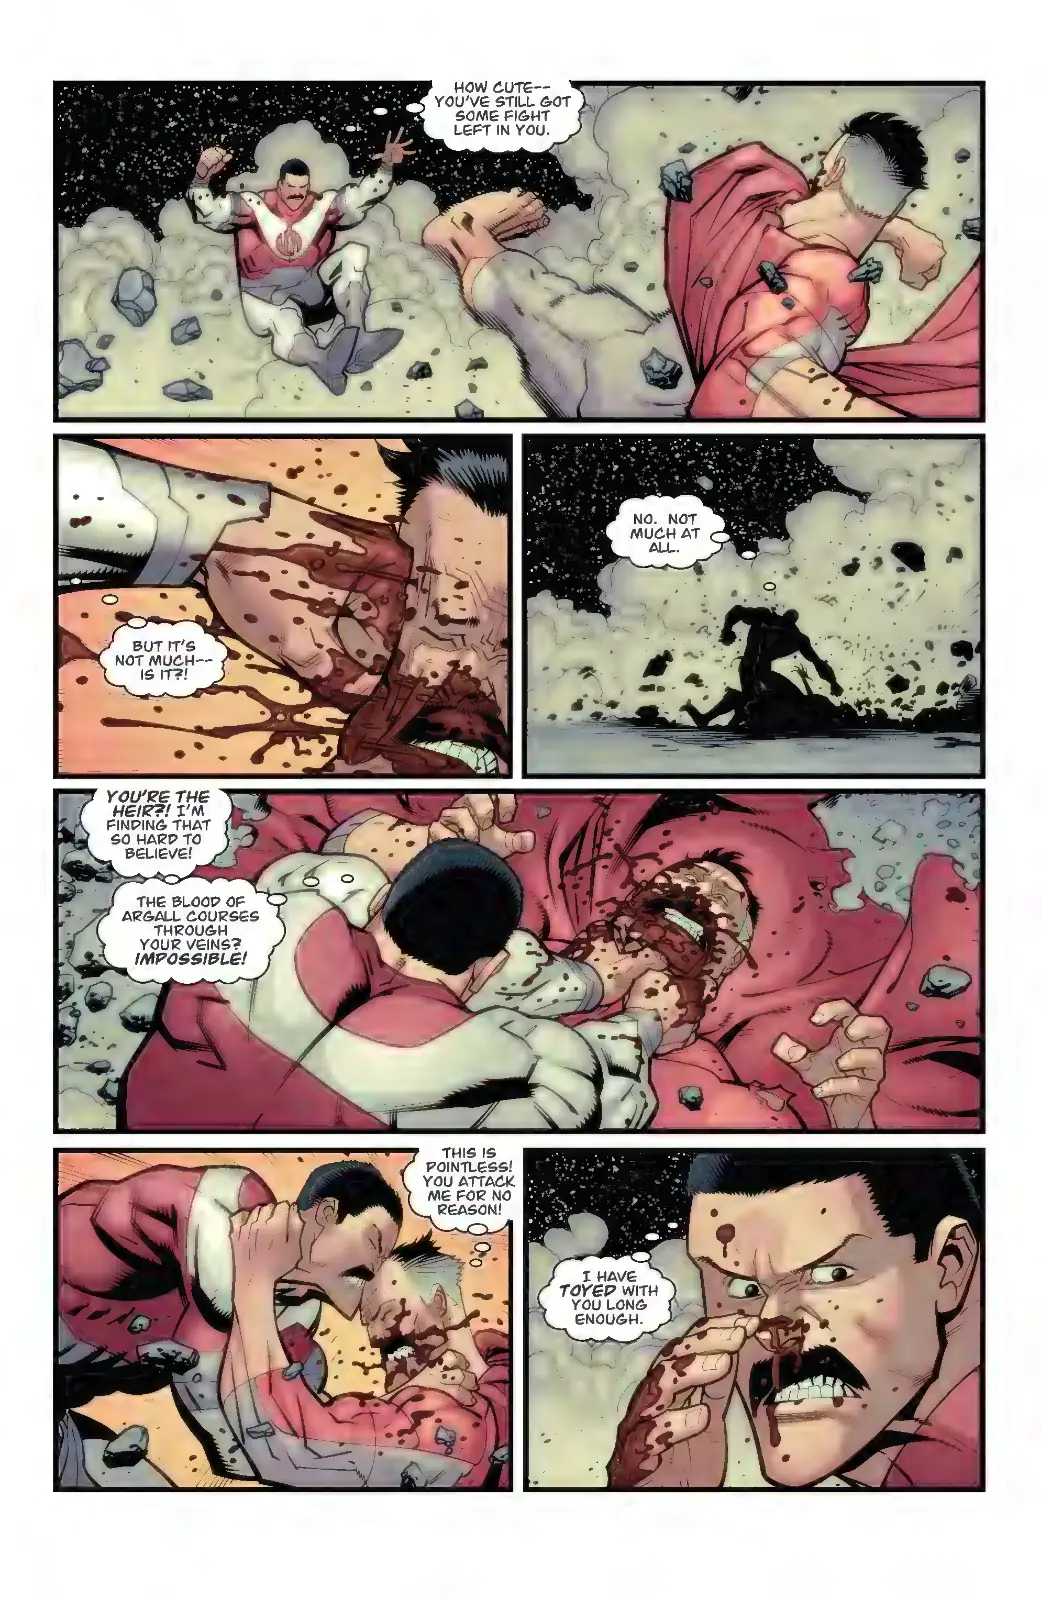 HOW CUTE--
YOU'VE STILL GOT
SOME FIGHT
LEFT IN YOU.
BUT IT'S
NOT MUCH--
IS IT?!
NO. NOT
MUCH AT
ALL.
YOU'RE THE
HEIR?! I'M
FINDING THAT
SO HARD TO
BELIEVE!
THE BLOOD OF
ARGALL COURSES
THROUGH
YOUR VEINS?
IMPOSSIBLE!
THIS IS
POINTLESS!
YOU ATTACK
ME FOR NO
REASON!
I HAVE
TOYED WITH
YOU LONG
ENOUGH.